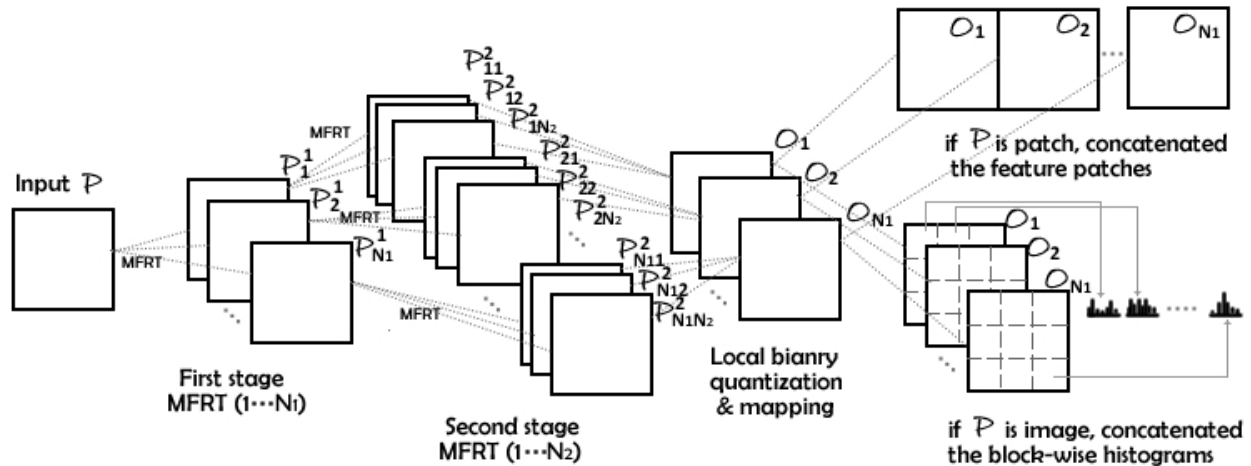 Input P
MFRT
P^1_1
P^1_2
P^1_N1
First stage
MFRT (1···N1)
MFRT
MFRT
MFRT
P^2_11
P^2_12
P^2_1N2
P^2_21
P^2_22
P^2_2N2
P^2_N11
P^2_N12
P^2_N1N2
Second stage
MFRT (1···N2)
O1
O2
ON1
Local bianry
quantization
& mapping
O1
O2
ON1
if P is patch, concatenated
the feature patches
O1
O2
ON1
if P is image, concatenated
the block-wise histograms